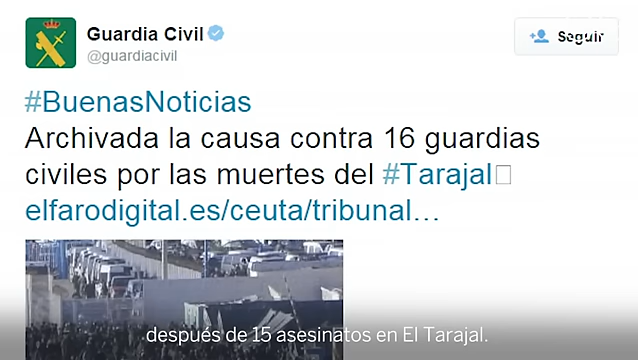 Guardia Civil
@guardiacivil
Seguir
#BuenasNoticias
Archivada la causa contra 16 guardias
civiles por las muertes del #Tarajal
elfarodigital.es/ceuta/tribunal…
después de 15 asesinatos en El Tarajal.